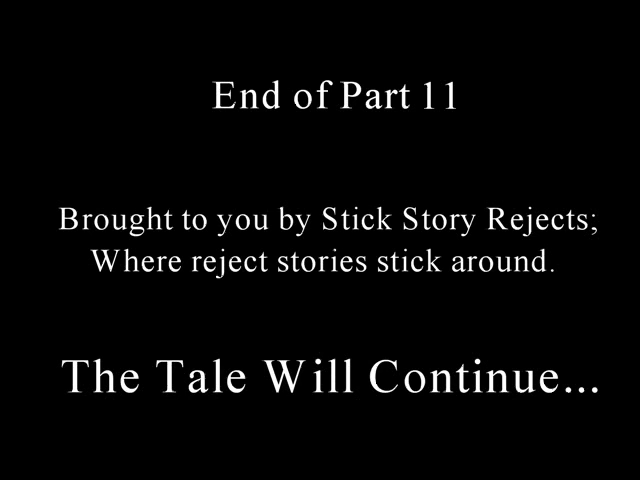 End of Part 11
Brought to you by Stick Story Rejects;
Where reject stories stick around.
The Tale Will Continue...